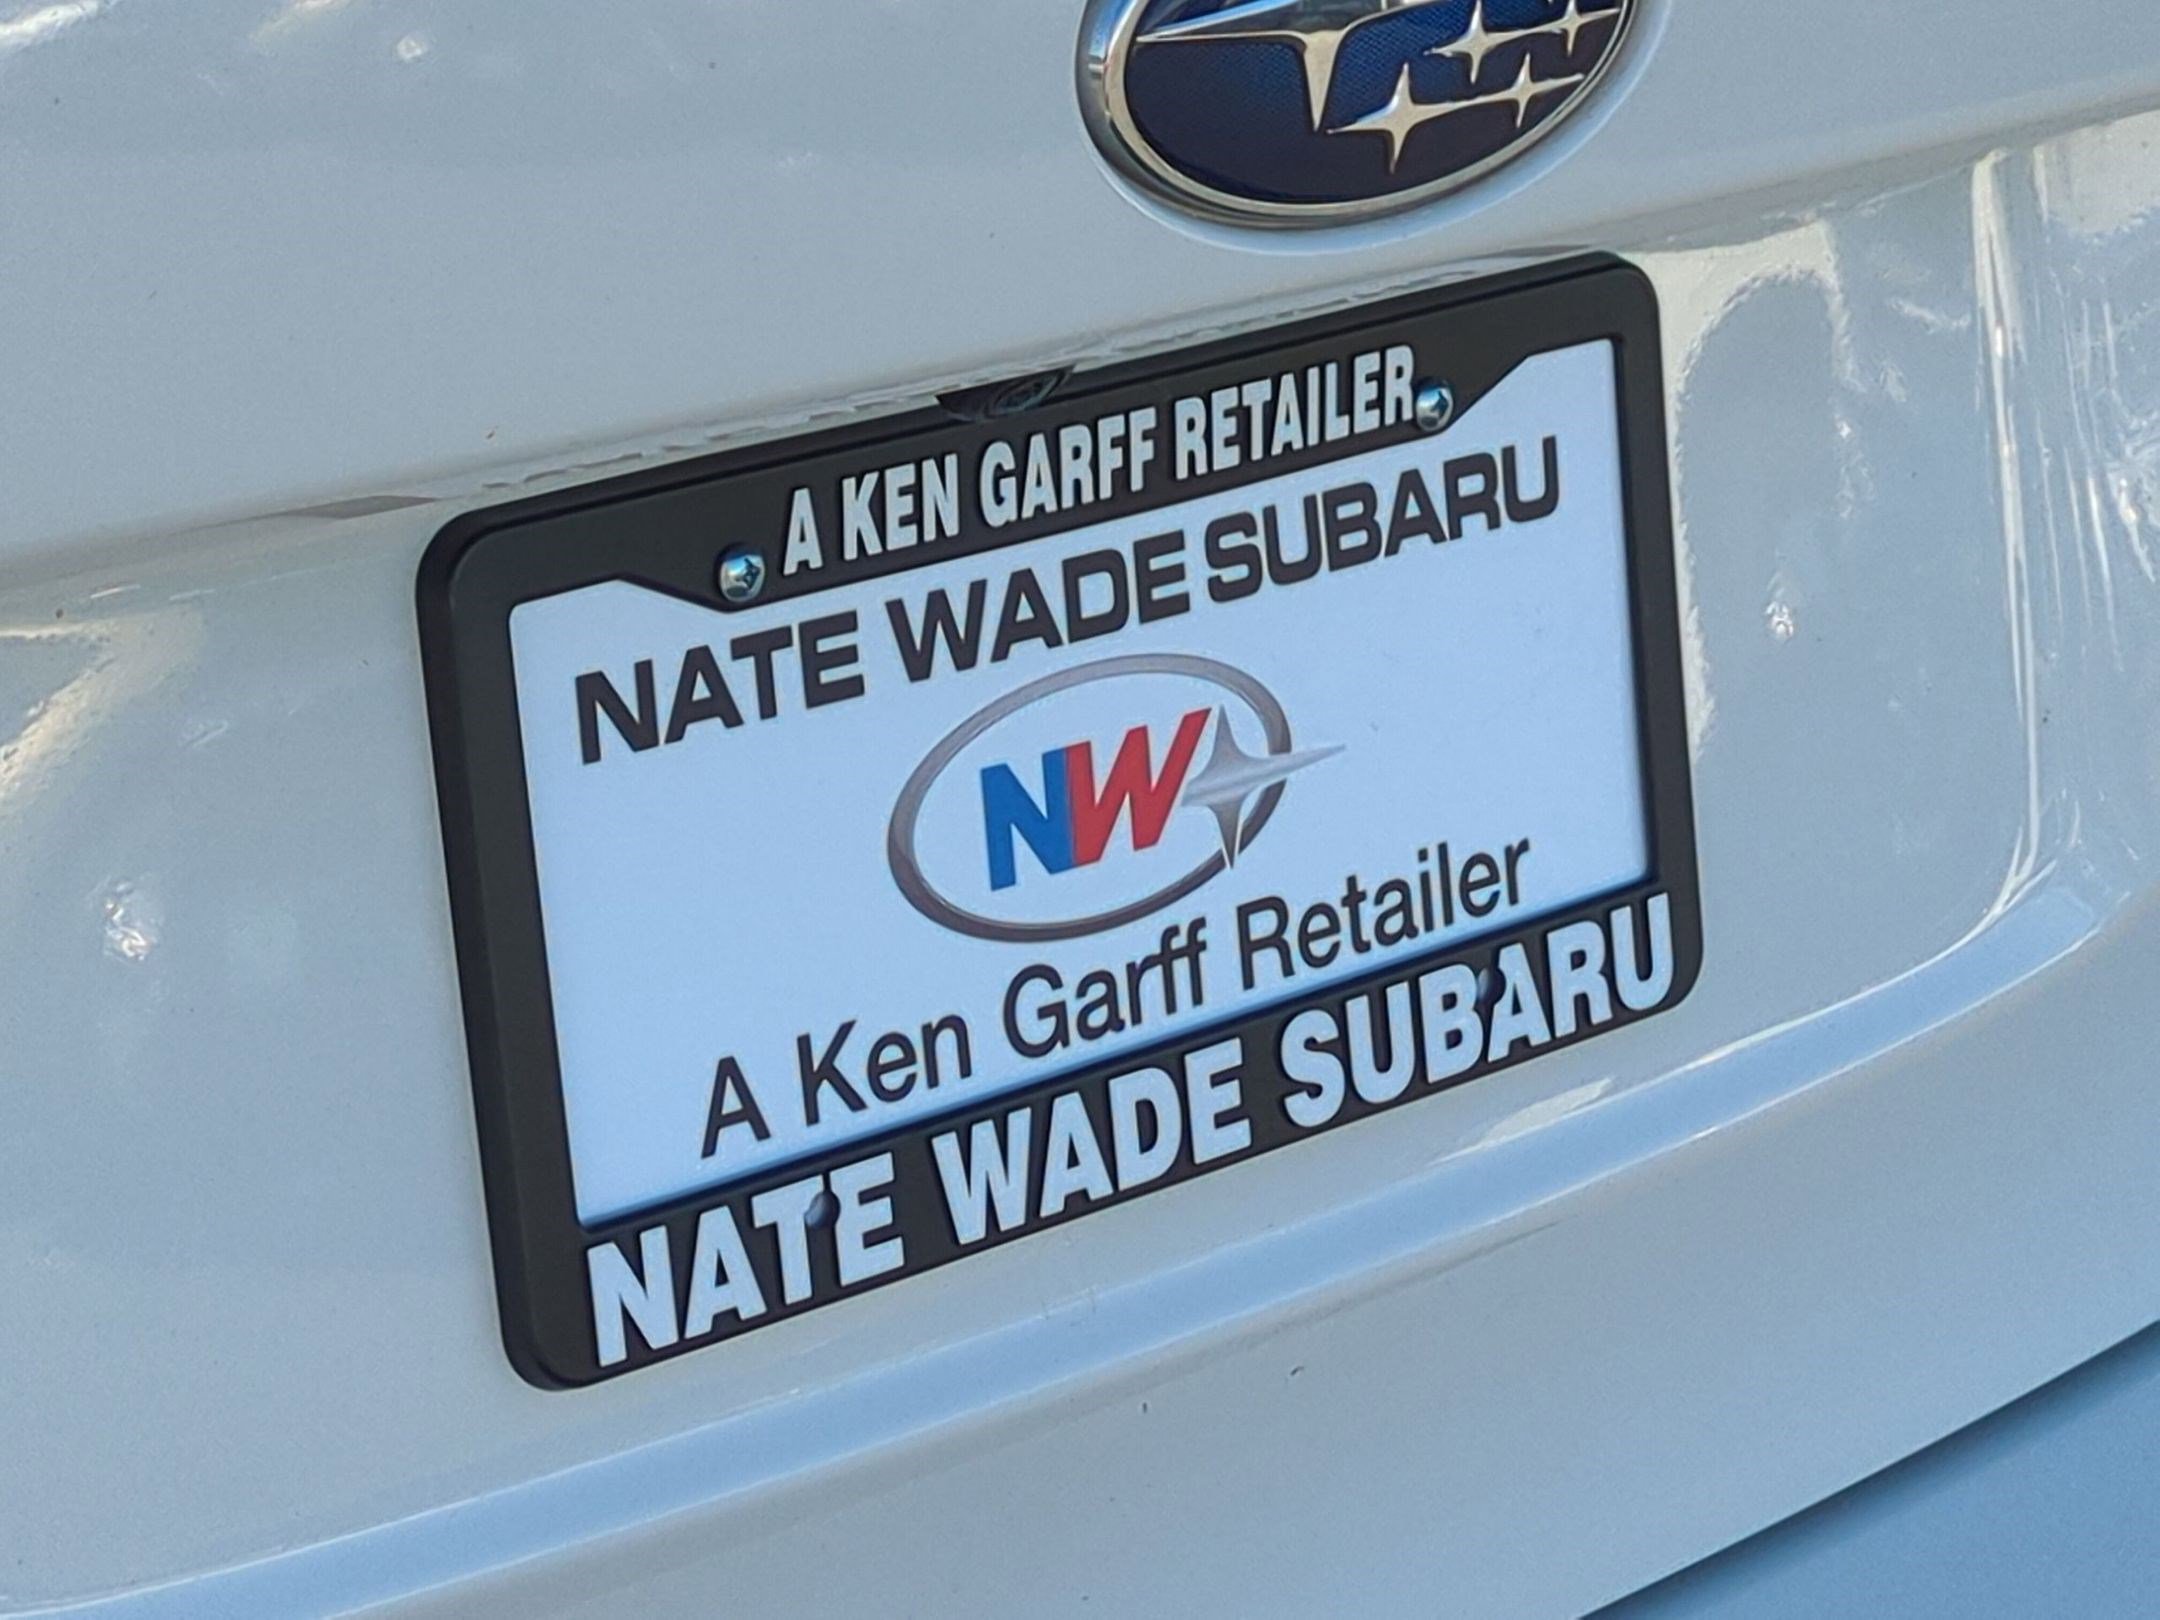 A KEN GARFF RETAILER
NATE WADE SUBARU
NW
A Ken Garff Retailer
NATE WADE SUBARU